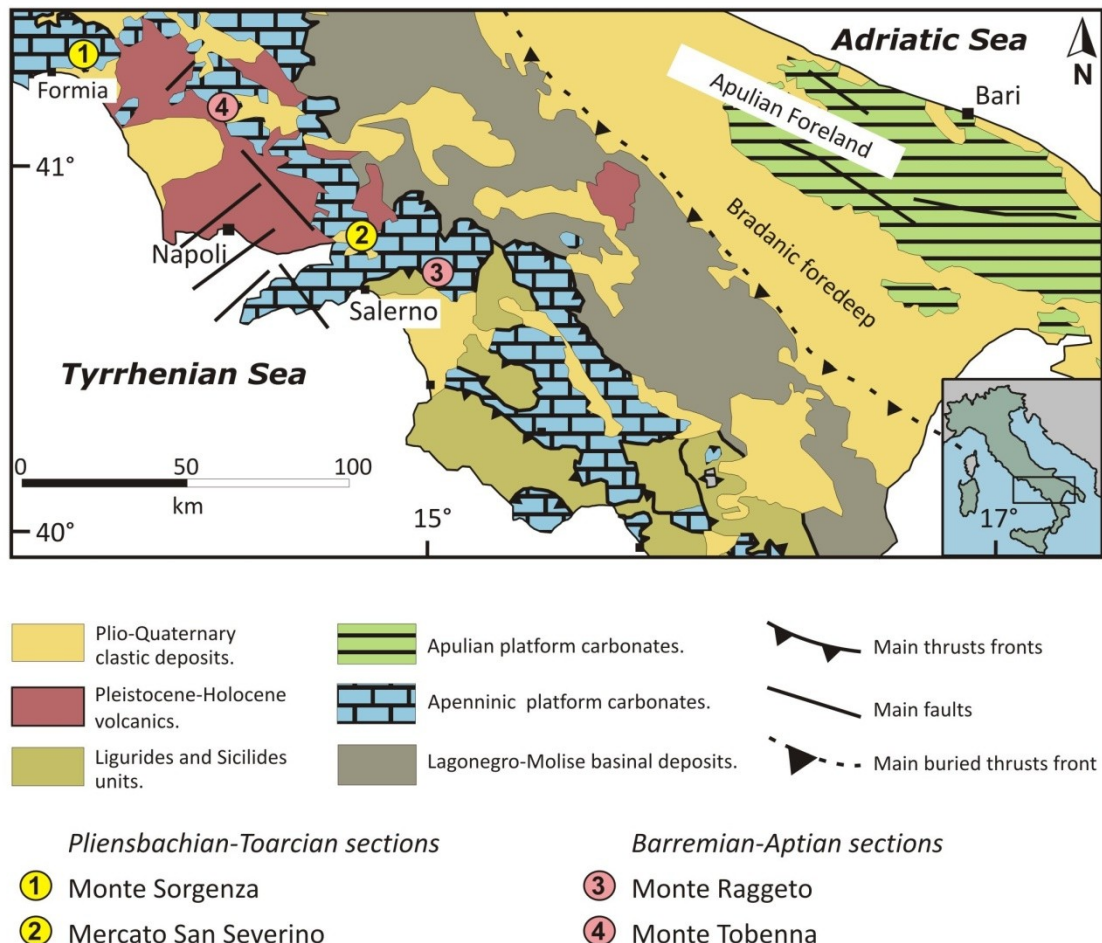 Adriatic Sea
N
1
Formia
4
Apulian Foreland
Bari
41°
Bradanic foredeep
2
Napoli
3
Salerno
Tyrrhenian Sea
0 50 100
km
40°
15°
17°
Plio-Quaternary
clastic deposits.
Pleistocene-Holocene
volcanics.
Ligurides and Sicilides
units.
Apulian platform carbonates.
Apenninic platform carbonates.
Lagonegro-Molise basinal deposits.
Main thrusts fronts
Main faults
Main buried thrusts front
Pliensbachian-Toarcian sections
1 Monte Sorgenza
2 Mercato San Severino
Barremian-Aptian sections
3 Monte Raggeto
4 Monte Tobenna